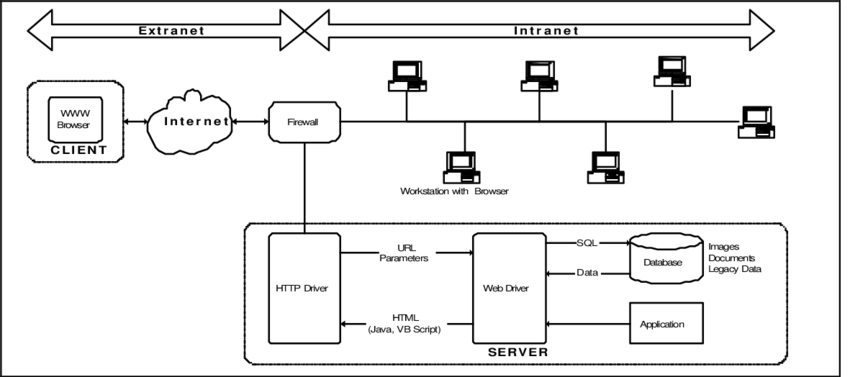 Extranet
Intranet
WWW
Browser
CLIENT
Internet
Firewall
Workstation with Browser
HTTP Driver
URL
Parameters
HTML
(Java, VB Script)
Web Driver
SQL
Data
Database
Images
Documents
Legacy Data
Application
SERVER